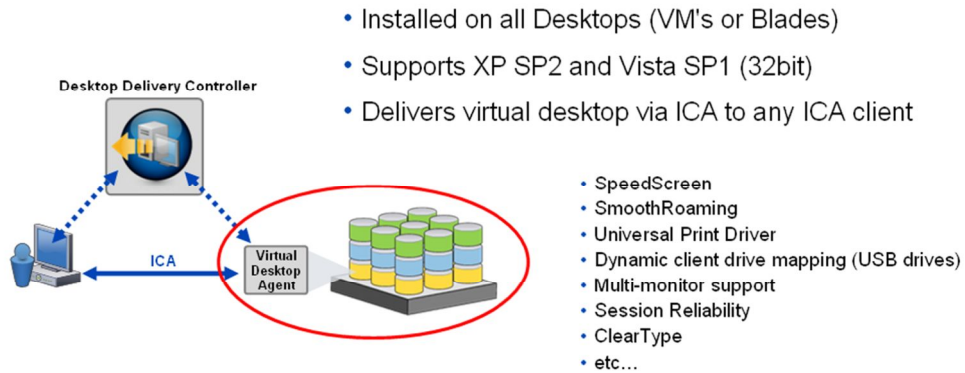 • Installed on all Desktops (VM's or Blades)
• Supports XP SP2 and Vista SP1 (32bit)
• Delivers virtual desktop via ICA to any ICA client
Desktop Delivery Controller
ICA
Virtual
Desktop
Agent
• SpeedScreen
• SmoothRoaming
• Universal Print Driver
• Dynamic client drive mapping (USB drives)
• Multi-monitor support
• Session Reliability
• ClearType
• etc...